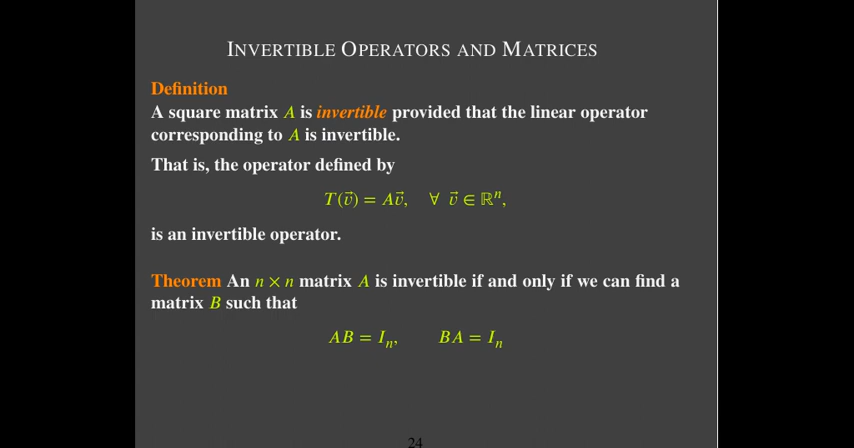 INVERTIBLE OPERATORS AND MATRICES
Definition
A square matrix A is invertible provided that the linear operator
corresponding to A is invertible.
That is, the operator defined by
T(v⃗) = Av⃗,   ∀ v⃗ ∈ ℝⁿ,
is an invertible operator.
Theorem An n × n matrix A is invertible if and only if we can find a
matrix B such that
AB = Iₙ,   BA = Iₙ
24